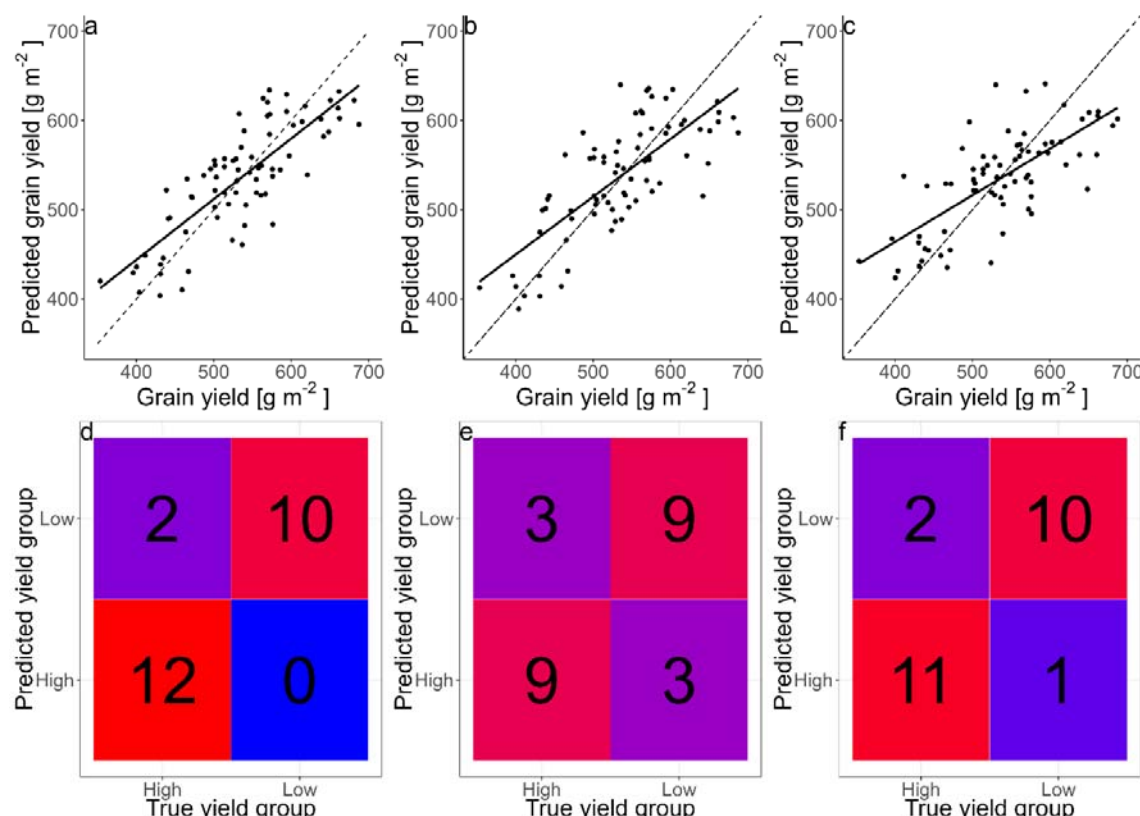 a
700
600
500
400
Predicted grain yield [g m-2 ]
400 500 600 700
Grain yield [g m-2 ]
b
700
600
500
400
Predicted grain yield [g m-2 ]
400 500 600 700
Grain yield [g m-2 ]
c
700
600
500
400
Predicted grain yield [g m-2 ]
400 500 600 700
Grain yield [g m-2 ]
d
Predicted yield group
Low
High
2 10
12 0
High Low
True yield group
e
Predicted yield group
Low
High
3 9
9 3
High Low
True yield group
f
Predicted yield group
Low
High
2 10
11 1
High Low
True yield group